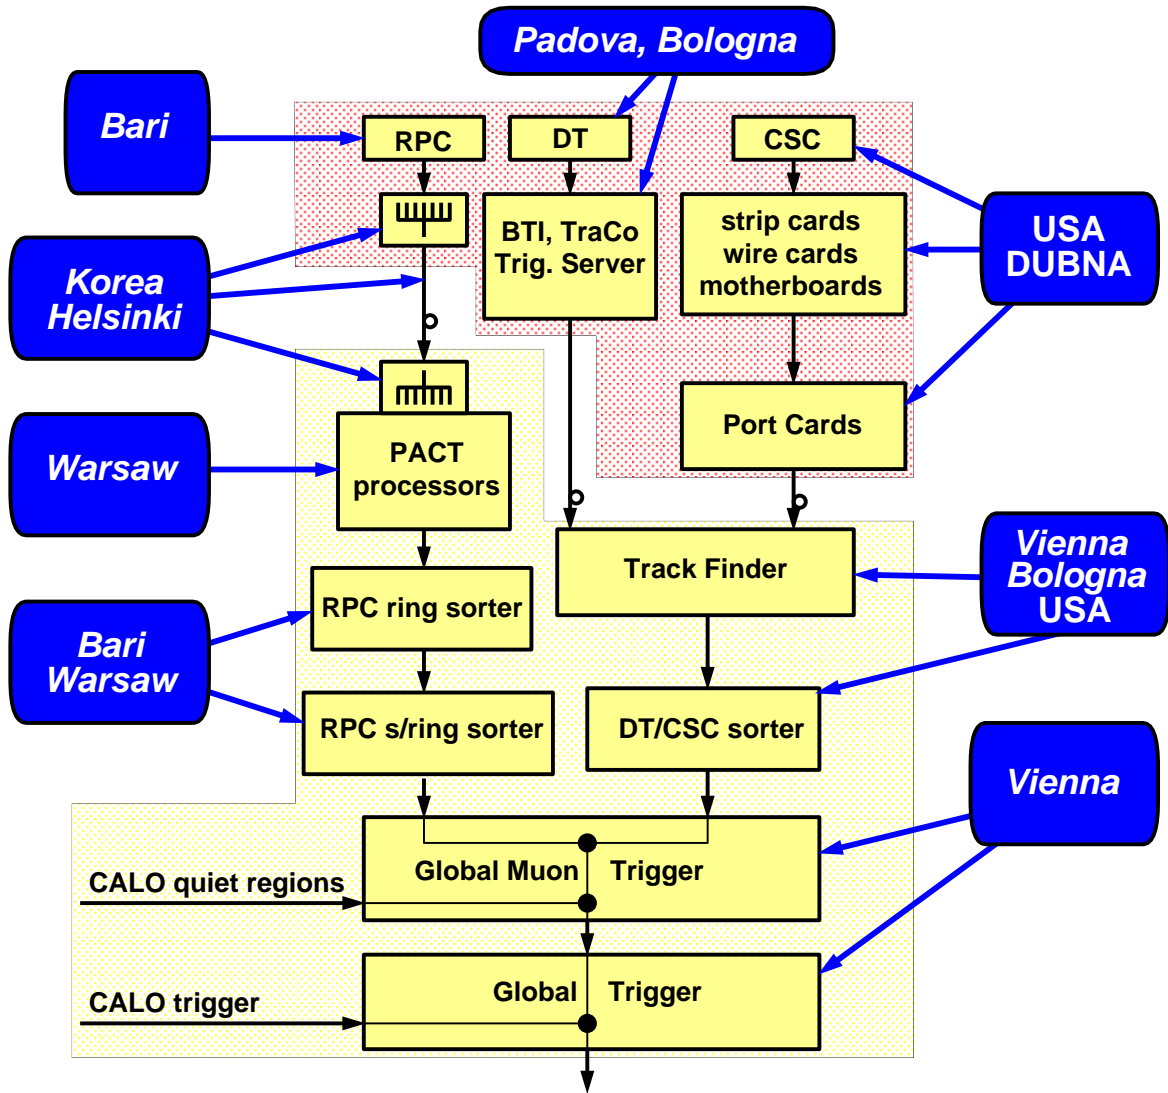 Padova, Bologna
Bari
RPC
DT
CSC
BTI, TraCo
Trig. Server
strip cards
wire cards
motherboards
USA
DUBNA
Korea
Helsinki
Port Cards
Warsaw
PACT
processors
Track Finder
Vienna
Bologna
USA
RPC ring sorter
Bari
Warsaw
RPC s/ring sorter
DT/CSC sorter
Vienna
Global Muon Trigger
CALO quiet regions
Global Trigger
CALO trigger